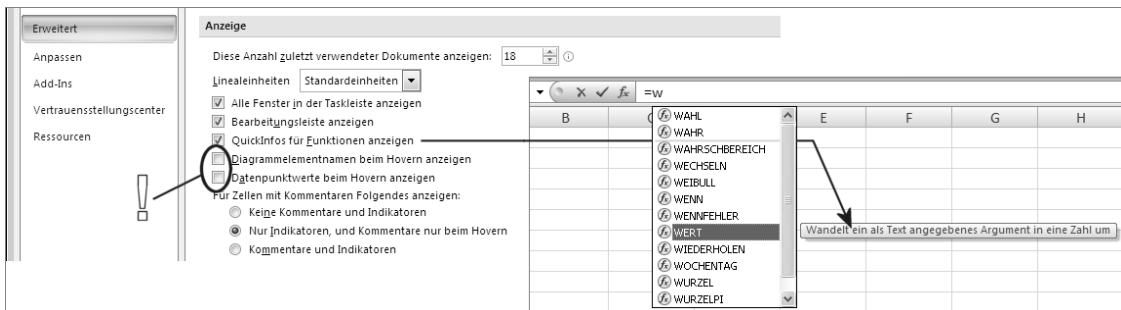 Erweitert
Anpassen
Add-Ins
Vertrauensstellungscenter
Ressourcen
Anzeige
Diese Anzahl zuletzt verwendeter Dokumente anzeigen: 18
Linealeinheiten Standardeinheiten
Alle Fenster in der Taskleiste anzeigen
Bearbeitungsleiste anzeigen
QuickInfos für Funktionen anzeigen
Diagrammelementnamen beim Hovern anzeigen
Datenpunktwerte beim Hovern anzeigen
Für Zellen mit Kommentaren Folgendes anzeigen:
Keine Kommentare und Indikatoren
Nur Indikatoren, und Kommentare nur beim Hovern
Kommentare und Indikatoren
!
fx =w
B C E F G H
WAHL
WAHR
WAHRSCHBEREICH
WECHSELN
WEIBULL
WENN
WENNFEHLER
WERT
WIEDERHOLEN
WOCHENTAG
WURZEL
WURZELPI
Wandelt ein als Text angegebenes Argument in eine Zahl um